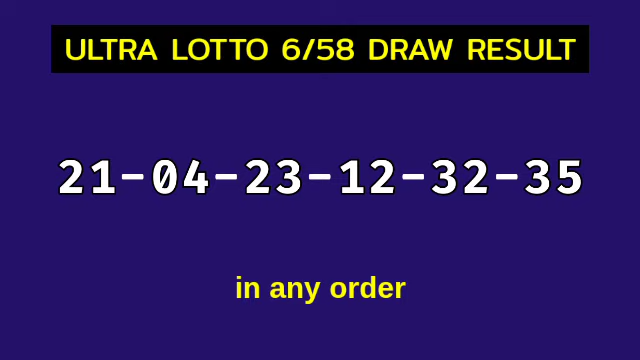 ULTRA LOTTO 6/58 DRAW RESULT
21-04-23-12-32-35
in any order